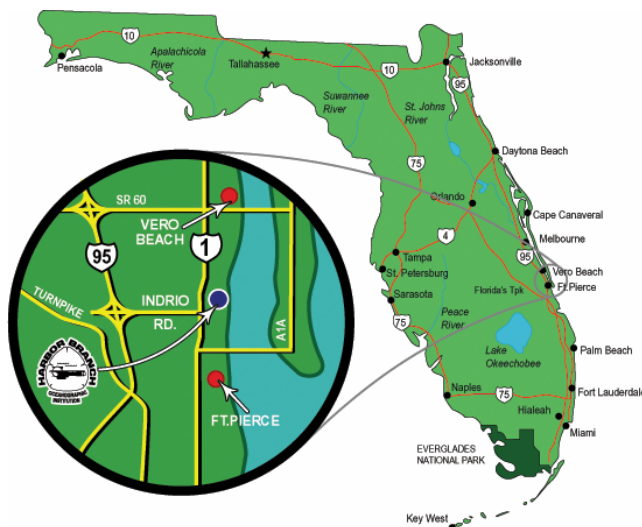 10
Apalachicola
River
Pensacola
Tallahassee
10
Jacksonville
95
Suwannee
River
St. Johns
River
Daytona Beach
75
Orlando
Cape Canaveral
4
Melbourne
95
Tampa
St. Petersburg
Vero Beach
Ft.Pierce
Florida's Tpk
Sarasota
Peace
River
75
Lake
Okeechobee
Palm Beach
Naples
75
Fort Lauderdale
Hialeah
Miami
EVERGLADES
NATIONAL PARK
Key West
SR 60
VERO
BEACH
95
1
TURNPIKE
INDRIO
RD.
A1A
HARBOR BRANCH
OCEANOGRAPHIC
INSTITUTION
FT.PIERCE